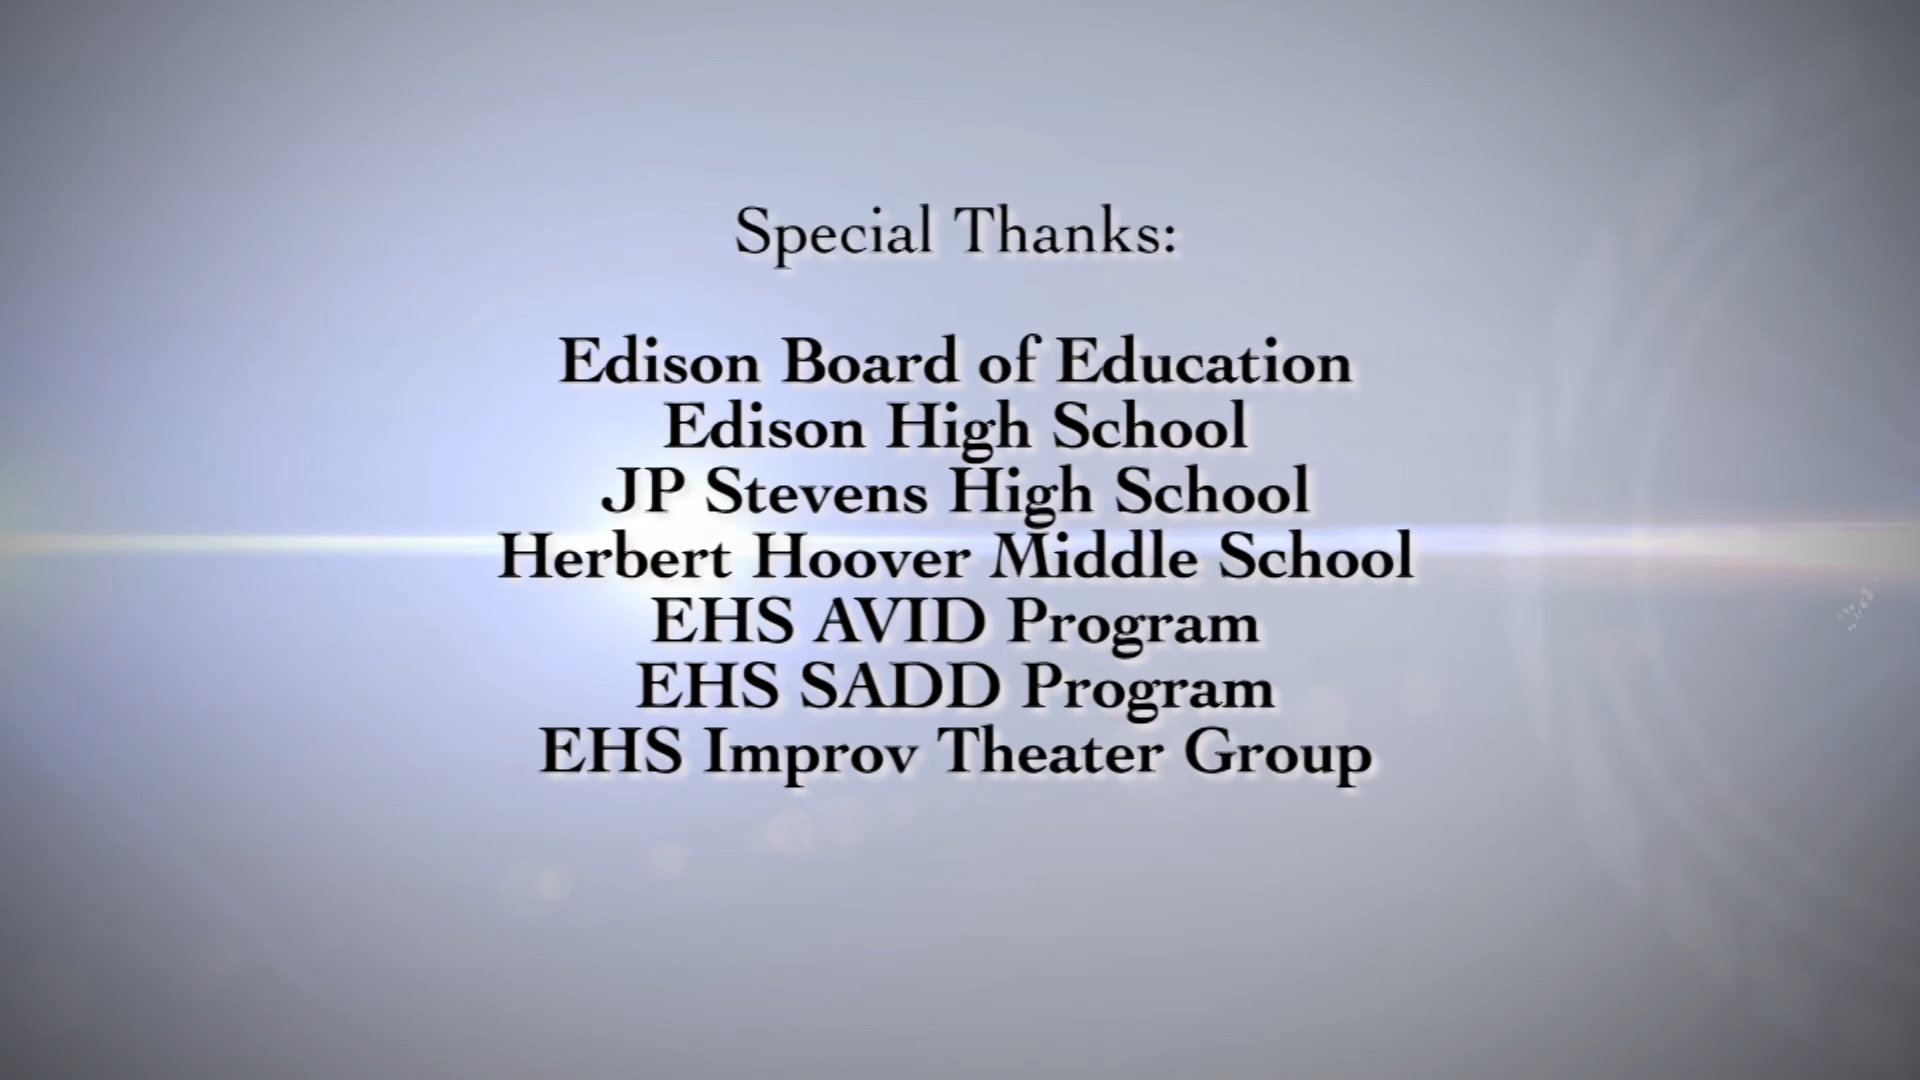 Special Thanks:
Edison Board of Education
Edison High School
JP Stevens High School
Herbert Hoover Middle School
EHS AVID Program
EHS SADD Program
EHS Improv Theater Group